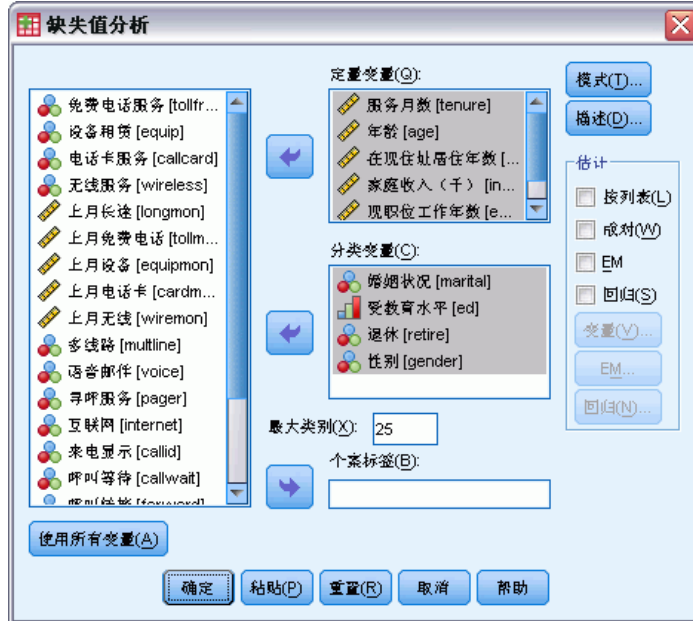 缺失值分析
免费电话服务 [tollfr...
设备租赁 [equip]
电话卡服务 [callcard]
无线服务 [wireless]
上月长途 [longmon]
上月免费电话 [tollm...
上月设备 [equipmon]
上月电话卡 [cardm...
上月无线 [wiremon]
多线路 [multline]
语音邮件 [voice]
寻呼服务 [pager]
互联网 [internet]
来电显示 [callid]
呼叫等待 [callwait]
使用所有变量(A)
定量变量(Q):
服务月数 [tenure]
年龄 [age]
在现住址居住年数 [...
家庭收入（千） [in...
现职位工作年数 [e...
分类变量(C):
婚姻状况 [marital]
受教育水平 [ed]
退休 [retire]
性别 [gender]
最大类别(X): 25
个案标签(B):
模式(T)...
描述(D)...
估计
按列表(L)
成对(W)
EM
回归(S)
变量(V)...
EM...
回归(N)...
确定
粘贴(P)
重置(R)
取消
帮助